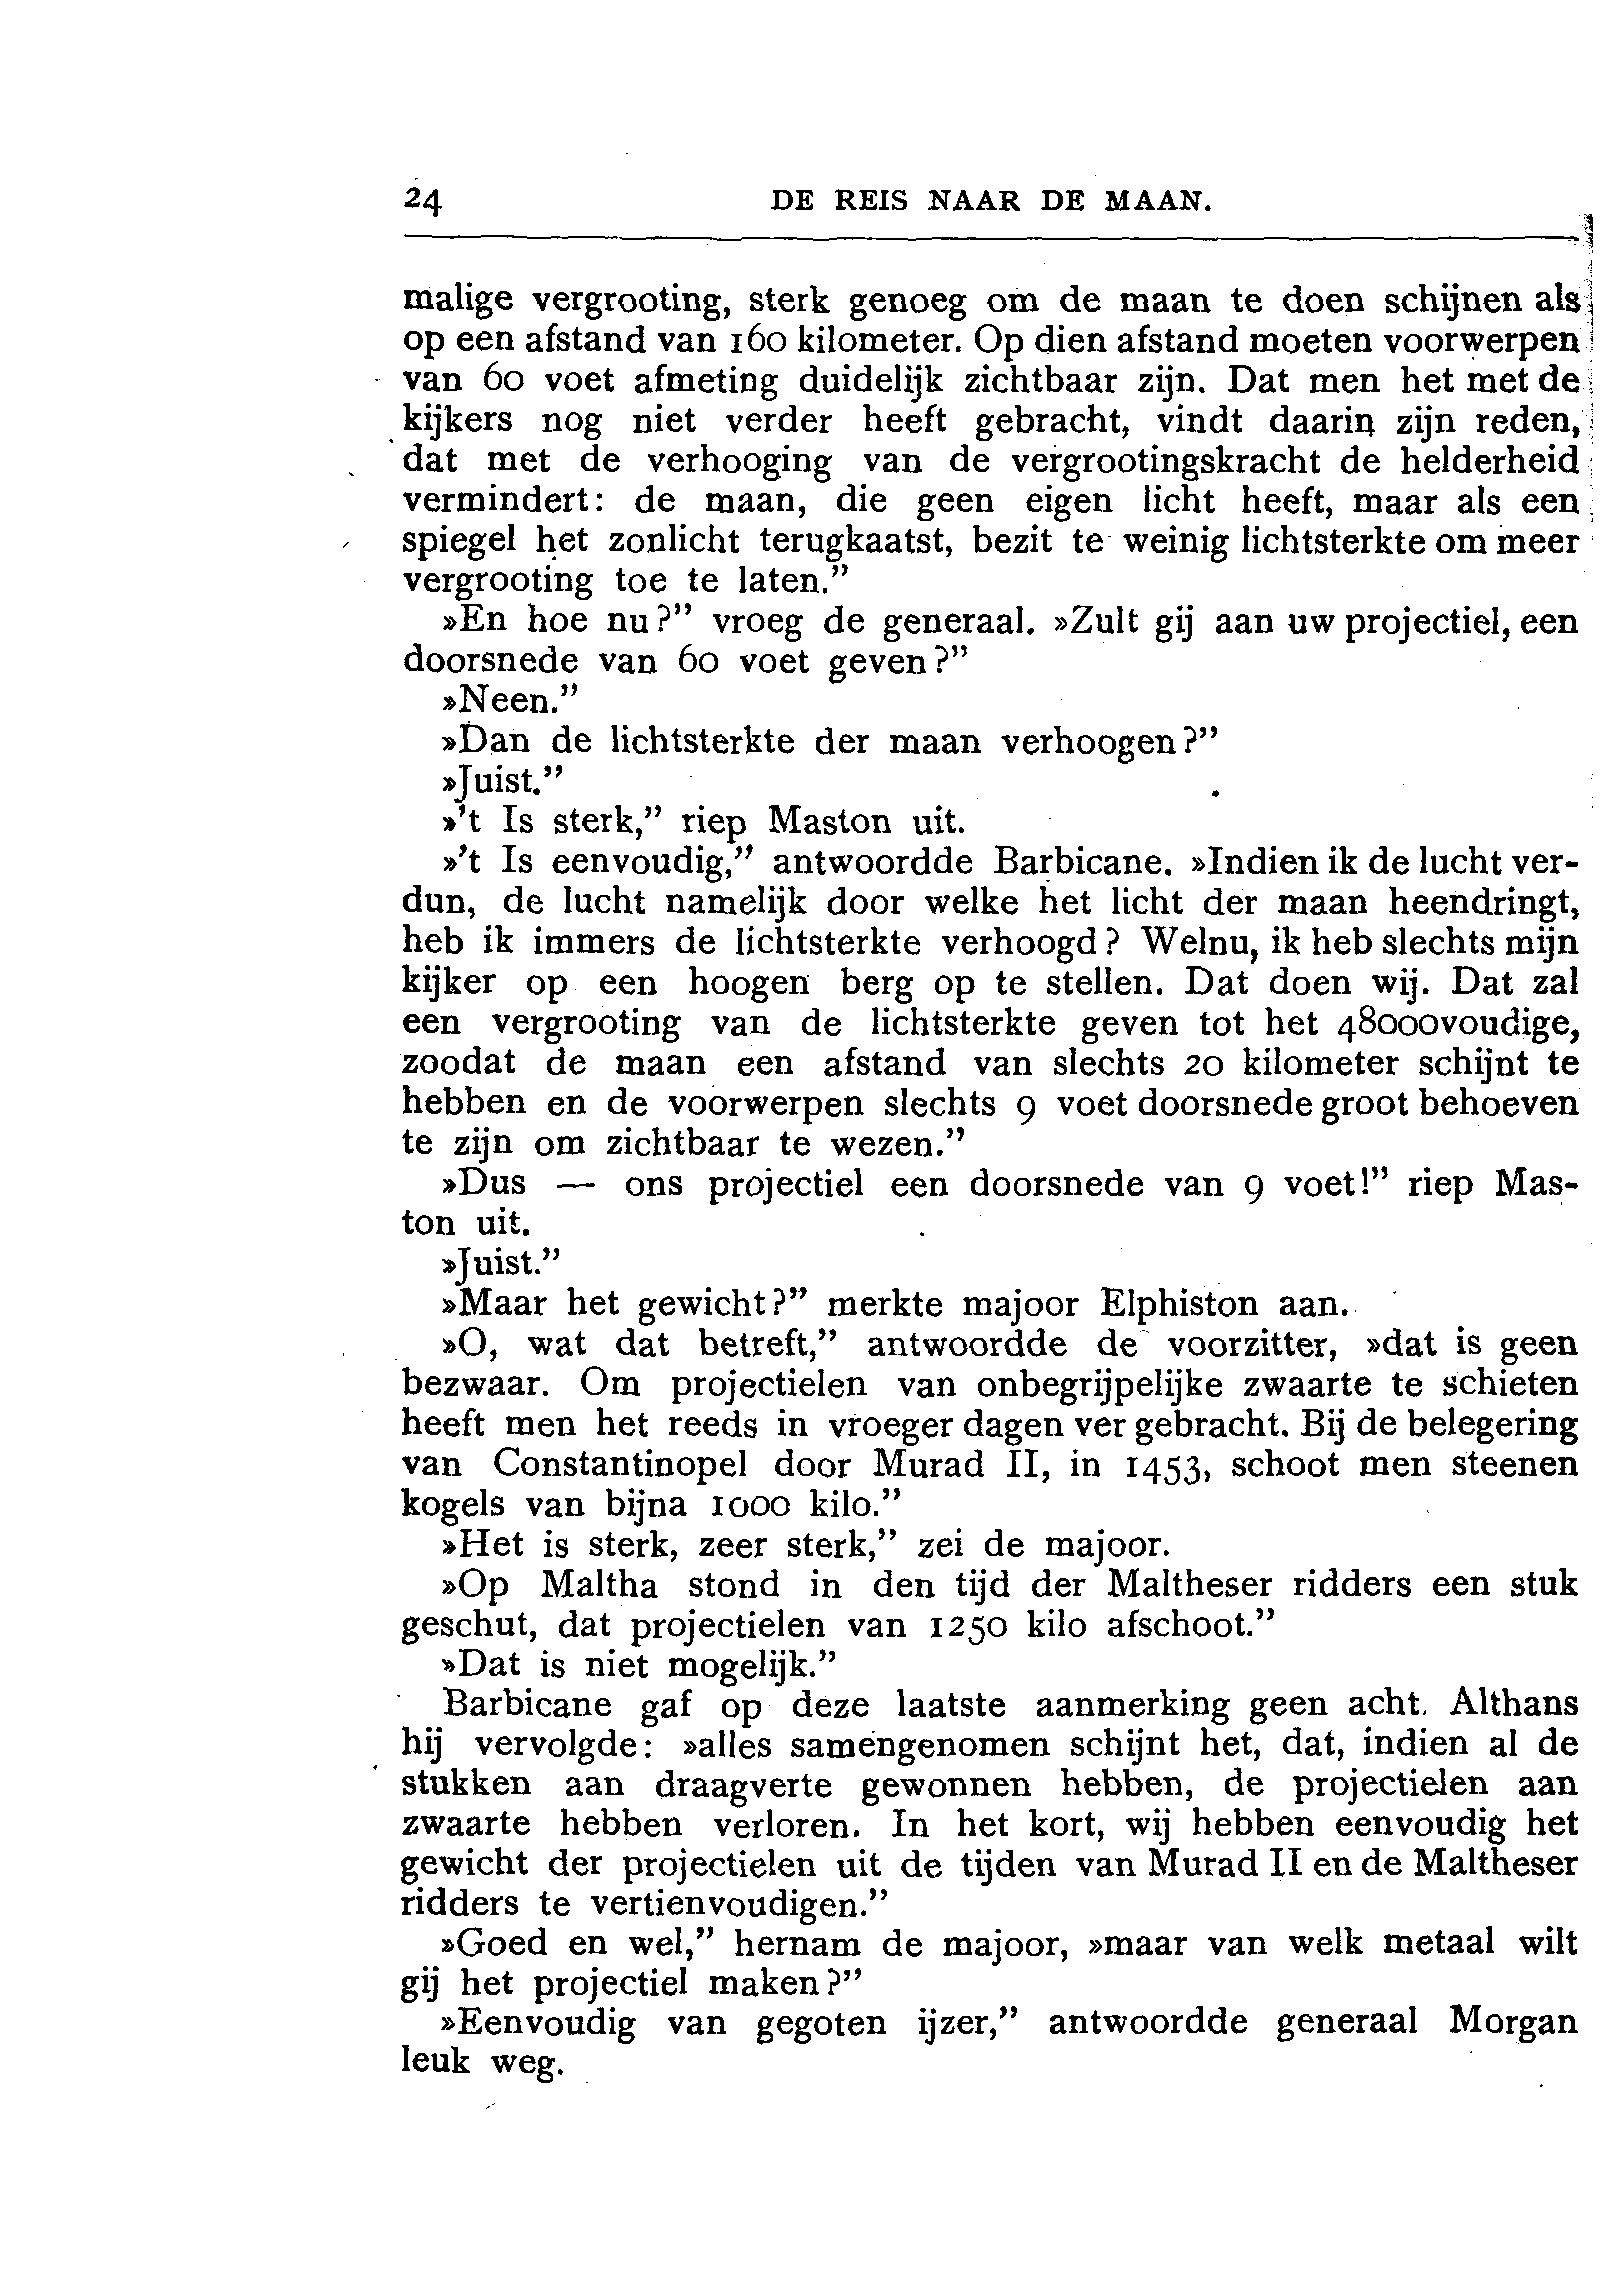 24 DE REIS NAAR DE MAAN.
malige vergrooting, sterk genoeg om de maan te doen schijnen als
op een afstand van 160 kilometer. Op dien afstand moeten voorwerpen
van 60 voet afmeting duidelijk zichtbaar zijn. Dat men het met de
kijkers nog niet verder heeft gebracht, vindt daarin zijn reden,
dat met de verhooging van de vergrootingskracht de helderheid
vermindert: de maan, die geen eigen licht heeft, maar als een
spiegel het zonlicht terugkaatst, bezit te weinig lichtsterkte om meer
vergrooting toe te laten.”
»En hoe nu?” vroeg de generaal. »Zult gij aan uw projectiel, een
doorsnede van 60 voet geven?”
»Neen.”
»Dan de lichtsterkte der maan verhoogen?”
»Juist.”
»’t Is sterk,” riep Maston uit.
»’t Is eenvoudig,” antwoordde Barbicane. »Indien ik de lucht ver-
dun, de lucht namelijk door welke het licht der maan heendringt,
heb ik immers de lichtsterkte verhoogd? Welnu, ik heb slechts mijn
kijker op een hoogen berg op te stellen. Dat doen wij. Dat zal
een vergrooting van de lichtsterkte geven tot het 48000voudige,
zoodat de maan een afstand van slechts 20 kilometer schijnt te
hebben en de voorwerpen slechts 9 voet doorsnede groot behoeven
te zijn om zichtbaar te wezen.”
»Dus — ons projectiel een doorsnede van 9 voet!” riep Mas-
ton uit.
»Juist.”
»Maar het gewicht?” merkte majoor Elphiston aan.
»O, wat dat betreft,” antwoordde de voorzitter, »dat is geen
bezwaar. Om projectielen van onbegrijpelijke zwaarte te schieten
heeft men het reeds in vroeger dagen ver gebracht. Bij de belegering
van Constantinopel door Murad II, in 1453, schoot men steenen
kogels van bijna 1000 kilo.”
»Het is sterk, zeer sterk,” zei de majoor.
»Op Maltha stond in den tijd der Maltheser ridders een stuk
geschut, dat projectielen van 1250 kilo afschoot.”
»Dat is niet mogelijk.”
Barbicane gaf op deze laatste aanmerking geen acht. Althans
hij vervolgde: »alles samengenomen schijnt het, dat, indien al de
stukken aan draagverte gewonnen hebben, de projectielen aan
zwaarte hebben verloren. In het kort, wij hebben eenvoudig het
gewicht der projectielen uit de tijden van Murad II en de Maltheser
ridders te vertienvoudigen.”
»Goed en wel,” hernam de majoor, »maar van welk metaal wilt
gij het projectiel maken?”
»Eenvoudig van gegoten ijzer,” antwoordde generaal Morgan
leuk weg.